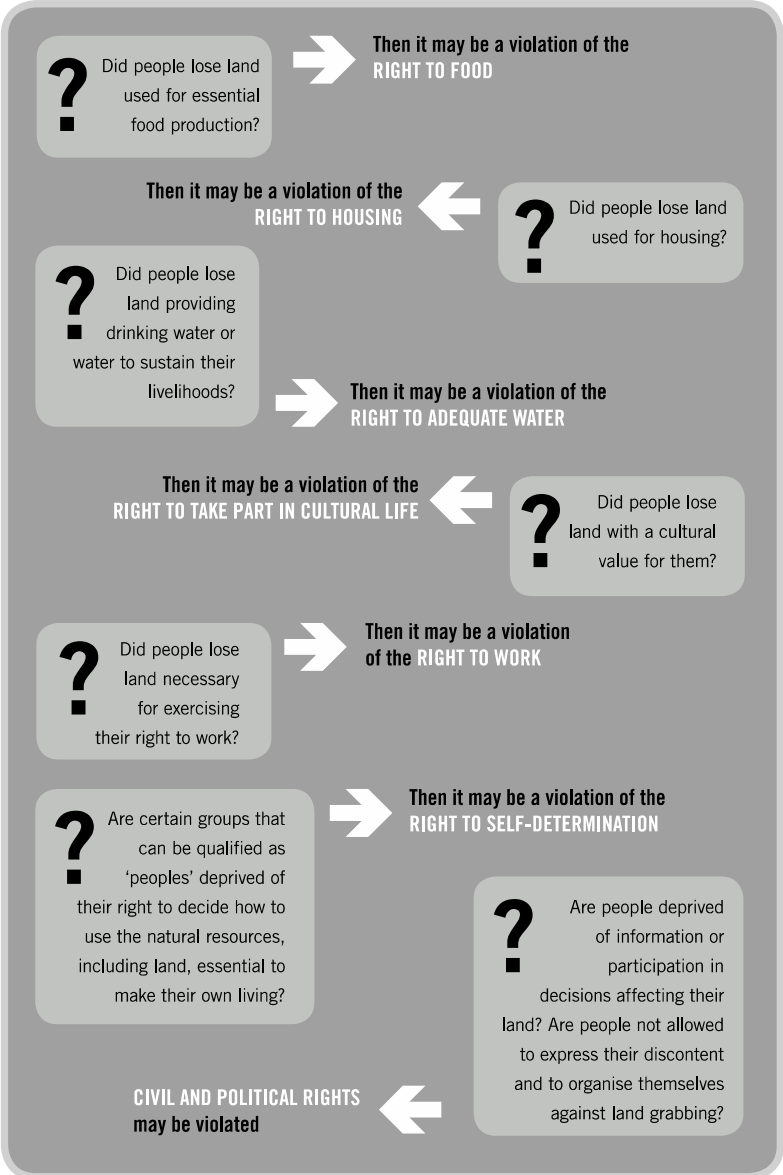 ?
Did people lose land
used for essential
food production?
Then it may be a violation of the
RIGHT TO FOOD
?
Did people lose land
used for housing?
Then it may be a violation of the
RIGHT TO HOUSING
?
Did people lose
land providing
drinking water or
water to sustain their
livelihoods?
Then it may be a violation of the
RIGHT TO ADEQUATE WATER
?
Did people lose
land with a cultural
value for them?
Then it may be a violation of the
RIGHT TO TAKE PART IN CULTURAL LIFE
?
Did people lose
land necessary
for exercising
their right to work?
Then it may be a violation
of the RIGHT TO WORK
?
Are certain groups that
can be qualified as
‘peoples’ deprived of
their right to decide how to
use the natural resources,
including land, essential to
make their own living?
Then it may be a violation of the
RIGHT TO SELF-DETERMINATION
?
Are people deprived
of information or
participation in
decisions affecting their
land? Are people not allowed
to express their discontent
and to organise themselves
against land grabbing?
CIVIL AND POLITICAL RIGHTS
may be violated